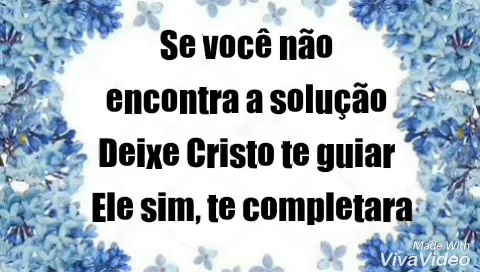 Se você não
encontra a solução
Deixe Cristo te guiar
Ele sim, te completara
Made With
VivaVideo